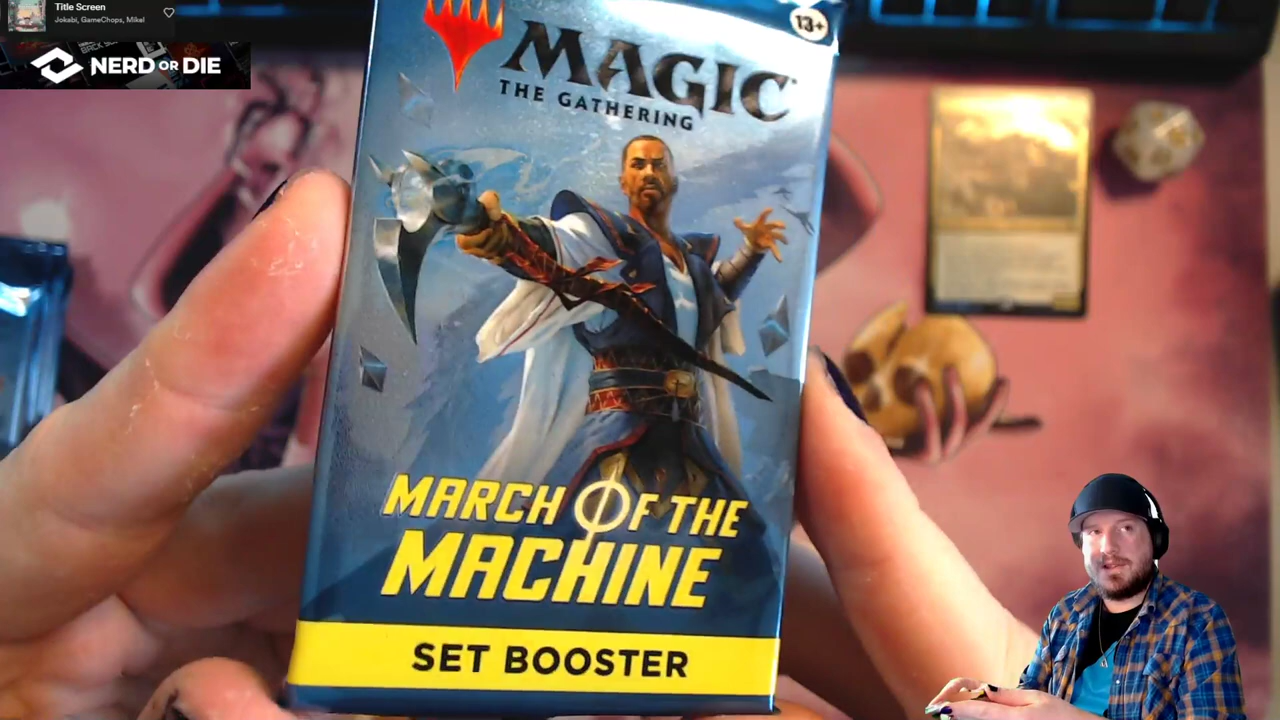 Title Screen
Jokabi, GameChops, Mikel
NERD OR DIE
13+
MAGIC
THE GATHERING
MARCH OF THE
MACHINE
SET BOOSTER